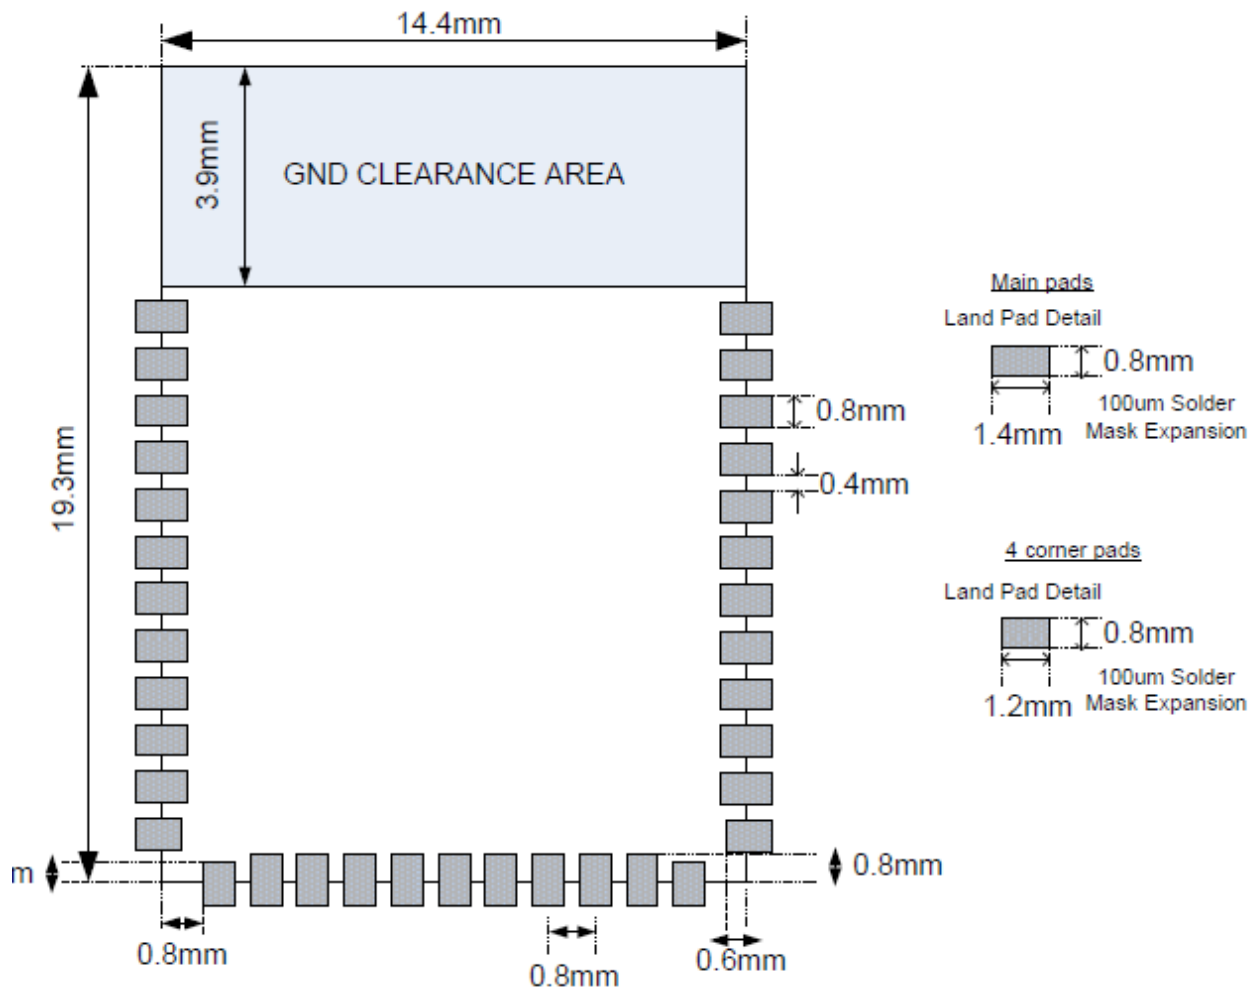 14.4mm
3.9mm
GND CLEARANCE AREA
19.3mm
Main pads
Land Pad Detail
0.8mm
100um Solder
Mask Expansion
1.4mm
0.8mm
0.4mm
4 corner pads
Land Pad Detail
0.8mm
100um Solder
Mask Expansion
1.2mm
m
0.8mm
0.8mm
0.8mm
0.6mm